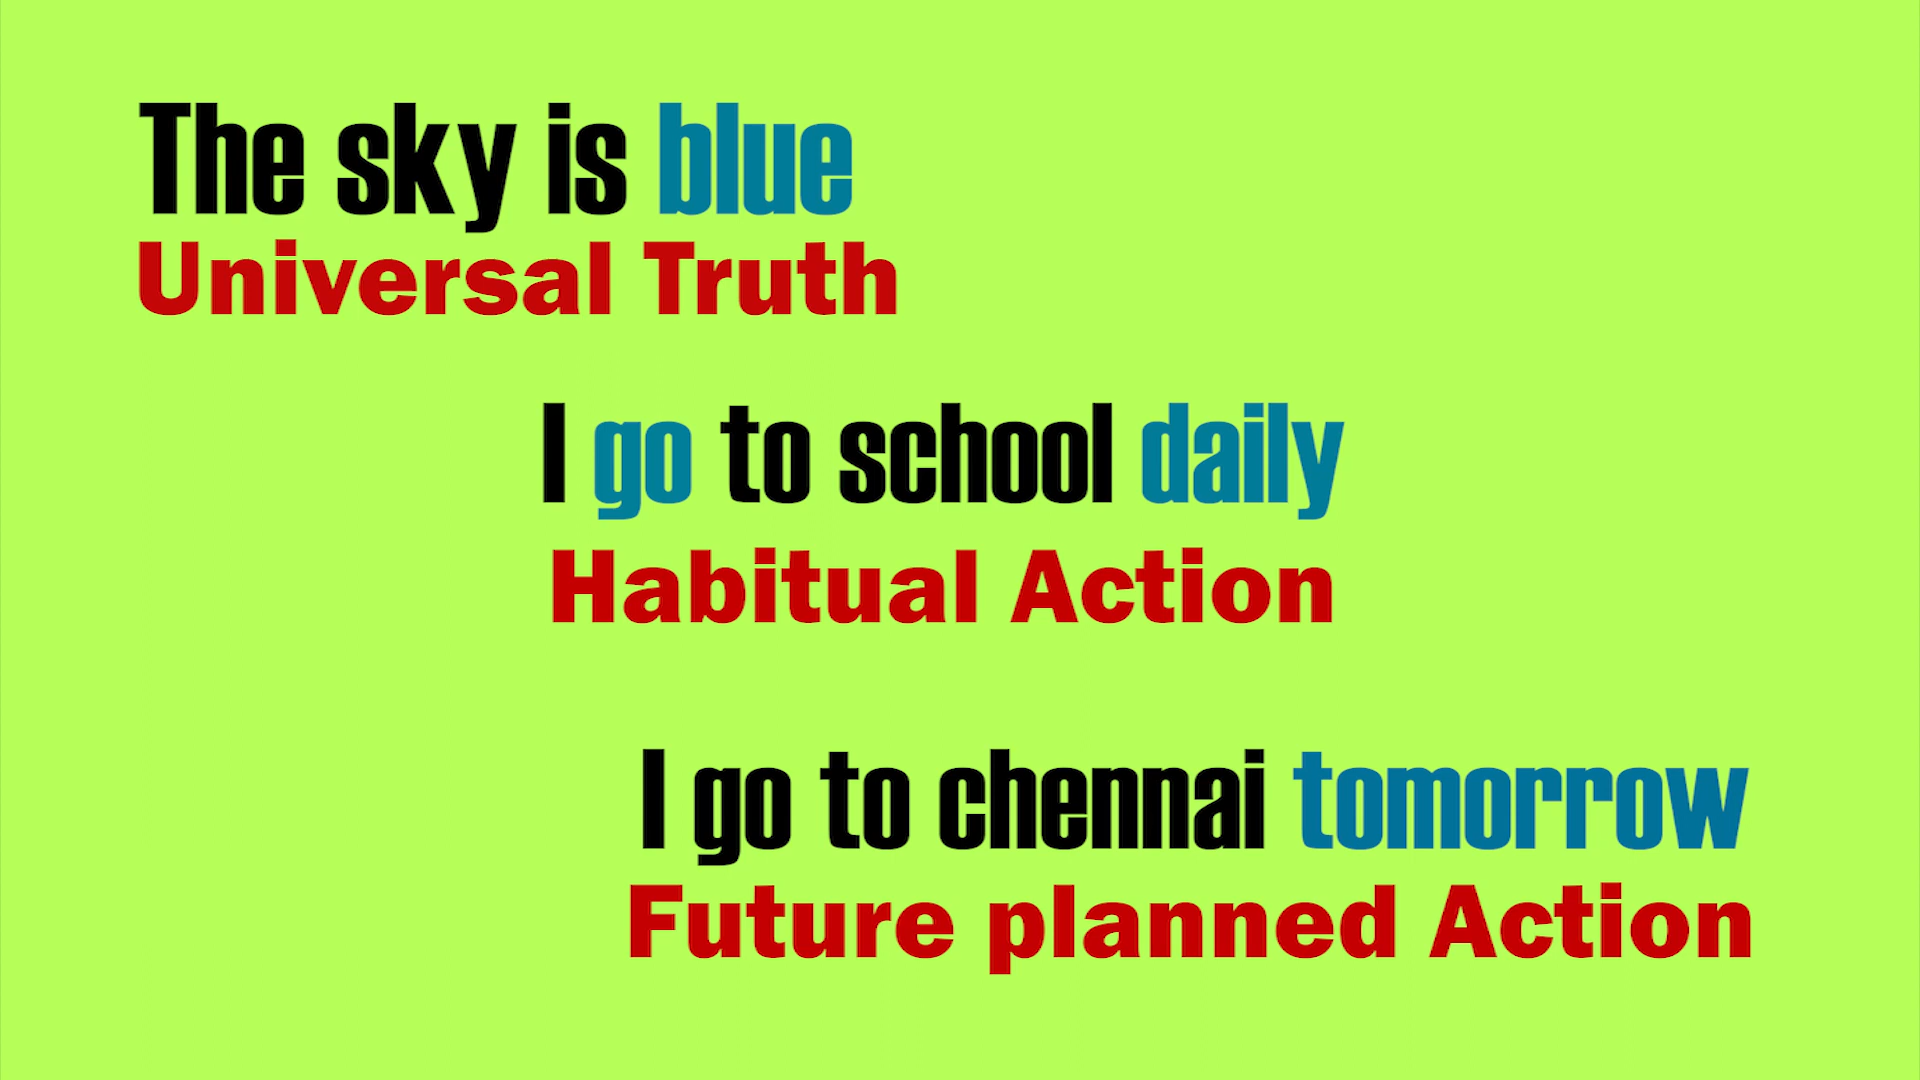 The sky is blue
Universal Truth
I go to school daily
Habitual Action
I go to chennai tomorrow
Future planned Action